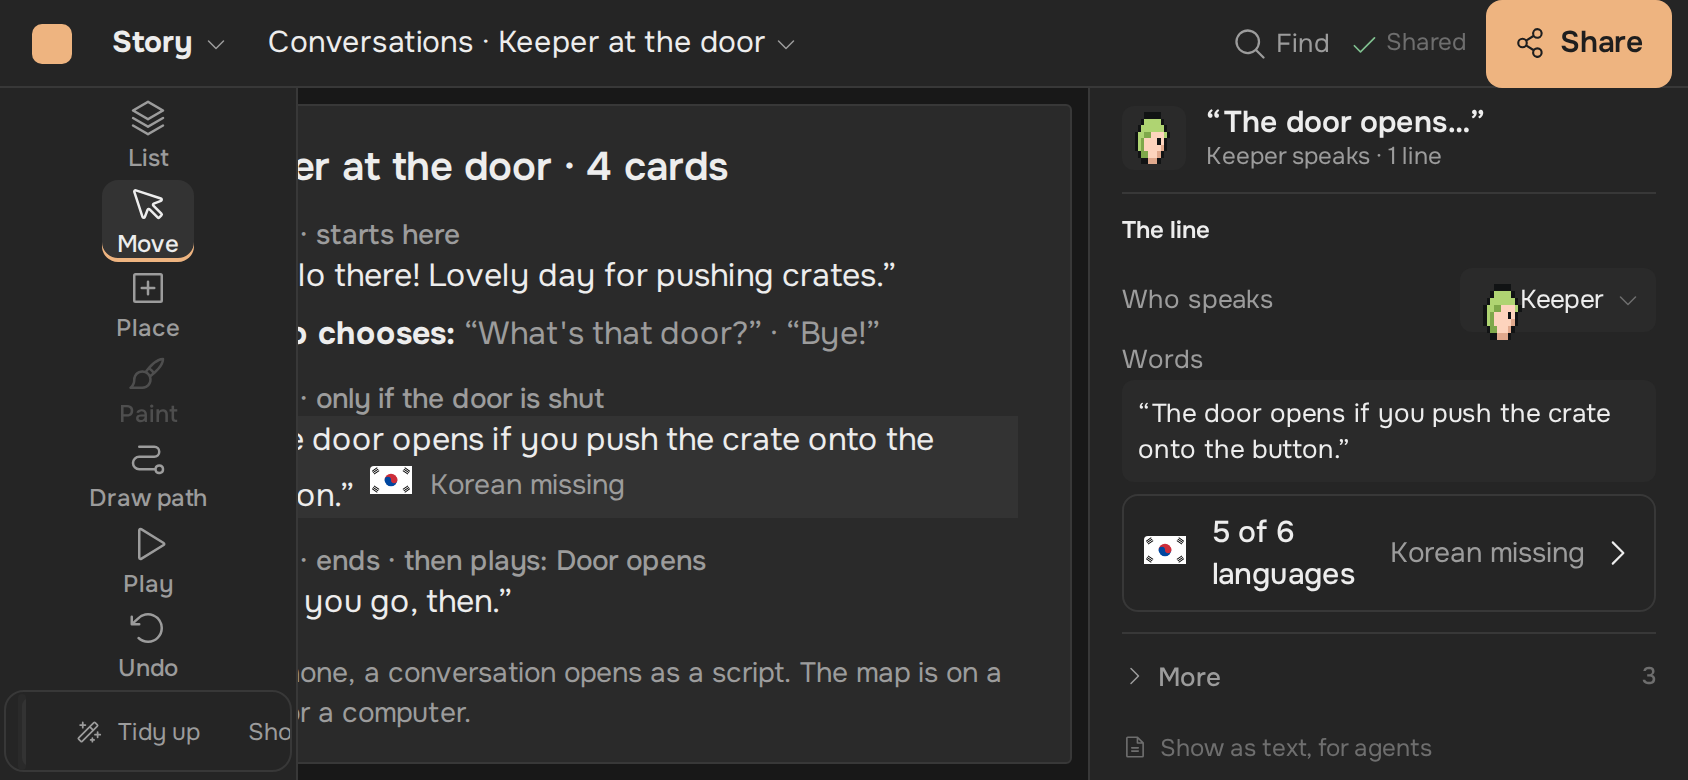 Story
Conversations · Keeper at the door
Find
Shared
Share
List
Move
Place
Paint
Draw path
Play
Undo
Tidy up
Sho
er at the door · 4 cards
· starts here
lo there! Lovely day for pushing crates.”
chooses: “What's that door?” · “Bye!”
· only if the door is shut
e door opens if you push the crate onto the
on.” Korean missing
· ends · then plays: Door opens
you go, then.”
one, a conversation opens as a script. The map is on a
r a computer.
“The door opens...”
Keeper speaks · 1 line
The line
Who speaks
Keeper
Words
“The door opens if you push the crate
onto the button.”
5 of 6
languages
Korean missing
More
3
Show as text, for agents